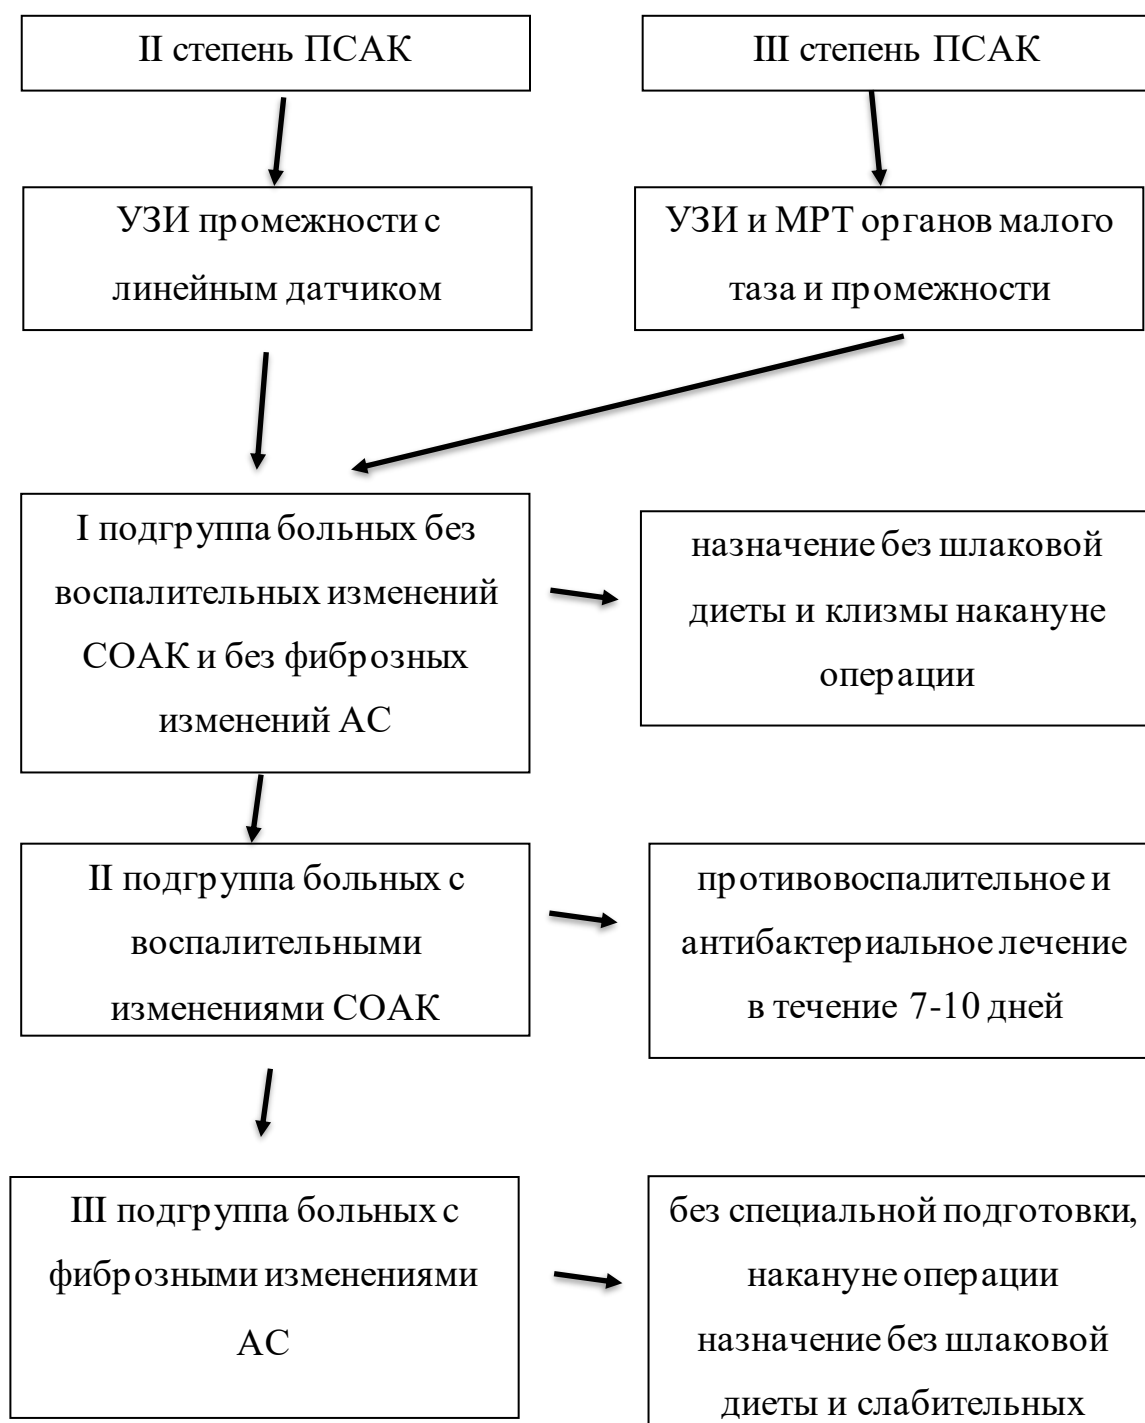 II степень ПСАК
III степень ПСАК
УЗИ промежности с
линейным датчиком
УЗИ и МРТ органов малого
таза и промежности
I подгруппа больных без
воспалительных изменений
СОАК и без фиброзных
изменений АС
назначение без шлаковой
диеты и клизмы накануне
операции
II подгруппа больных с
воспалительными
изменениями СОАК
противовоспалительное и
антибактериальное лечение
в течение 7-10 дней
III подгруппа больных с
фиброзными изменениями
АС
без специальной подготовки,
накануне операции
назначение без шлаковой
диеты и слабительных